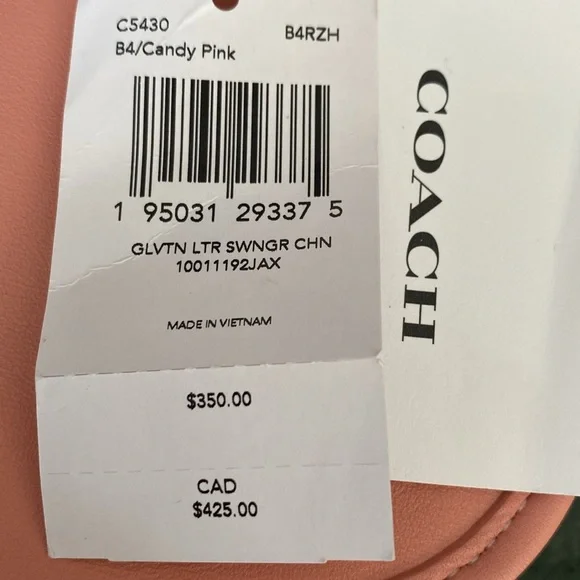 C5430 B4RZH
B4/Candy Pink
1 95031 29337 5
GLVTN LTR SWNGR CHN
10011192JAX
MADE IN VIETNAM
$350.00
CAD
$425.00
COACH